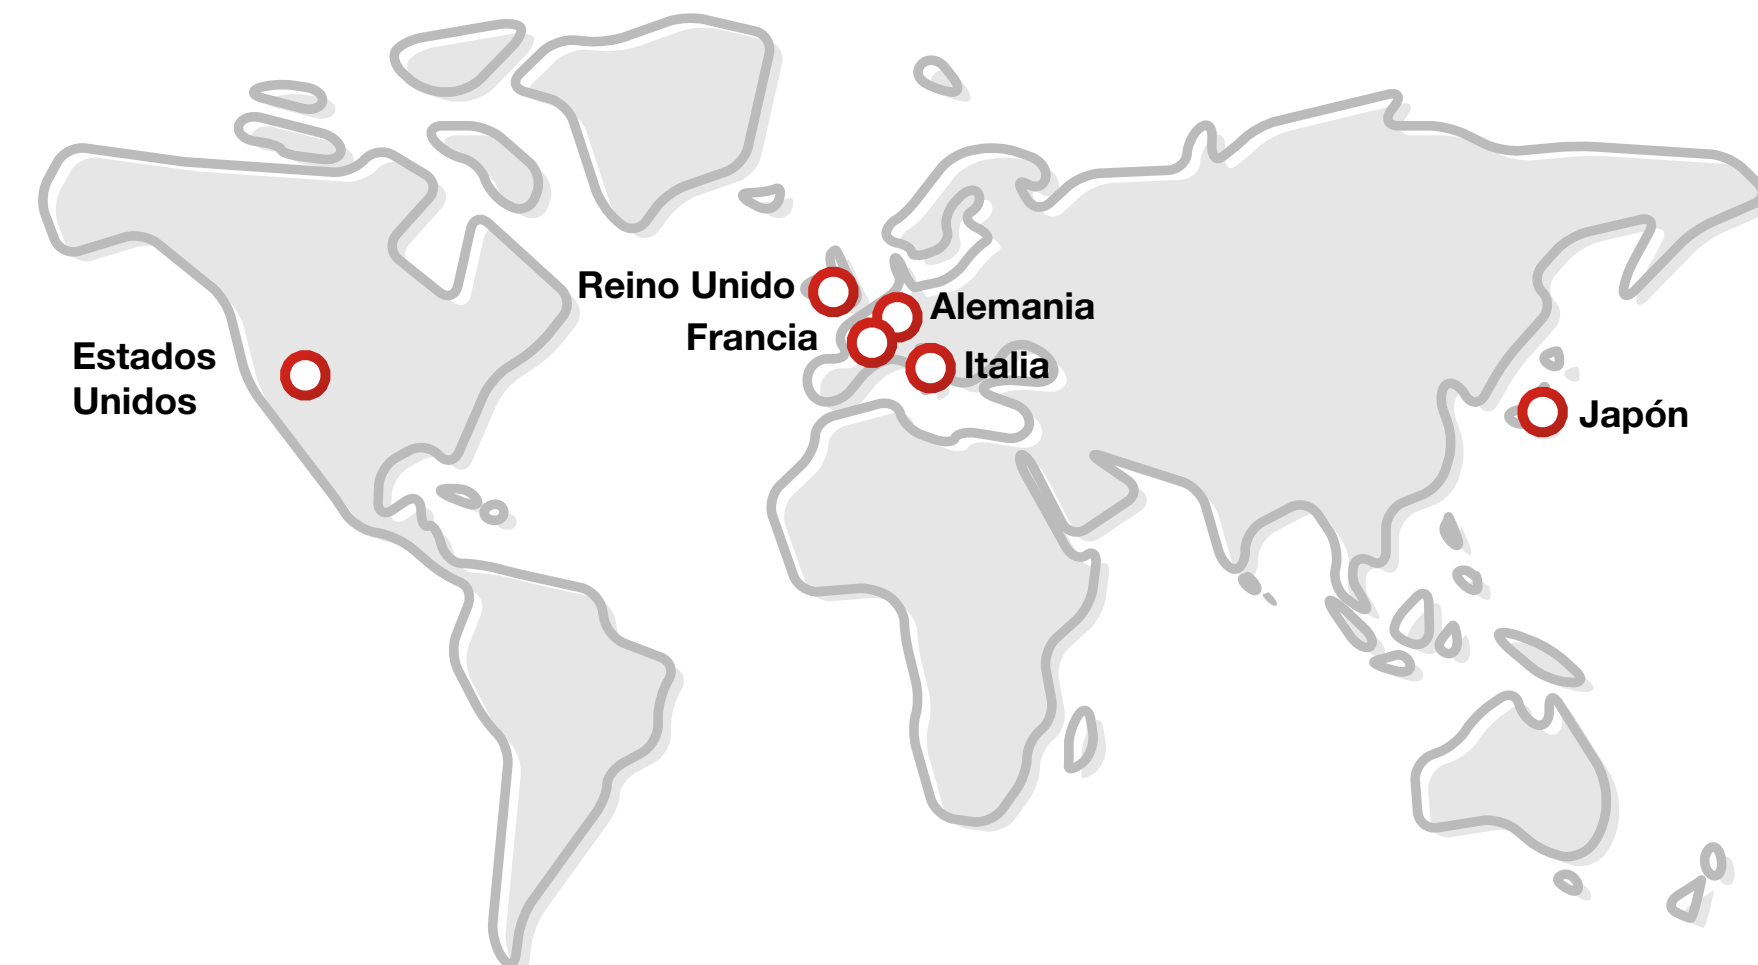 Reino Unido
Alemania
Francia
Estados
Unidos
Italia
Japón